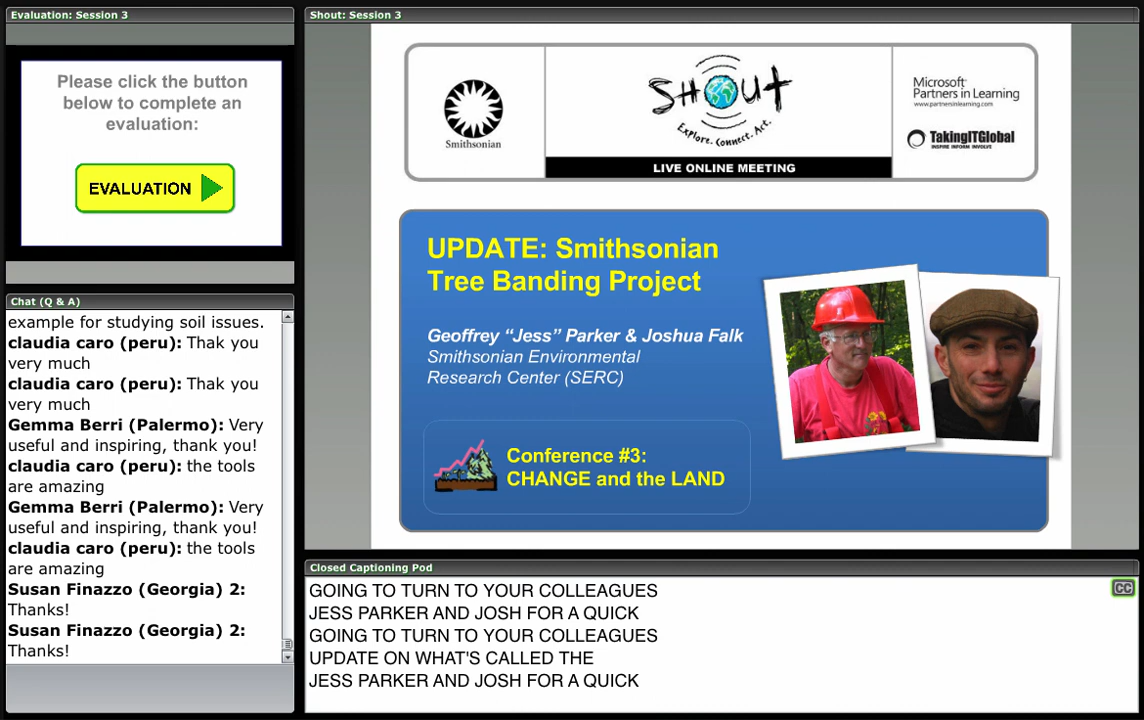 Evaluation: Session 3
Please click the button
below to complete an
evaluation:
EVALUATION
Chat (Q & A)
example for studying soil issues.
claudia caro (peru): Thak you
very much
claudia caro (peru): Thak you
very much
Gemma Berri (Palermo): Very
useful and inspiring, thank you!
claudia caro (peru): the tools
are amazing
Gemma Berri (Palermo): Very
useful and inspiring, thank you!
claudia caro (peru): the tools
are amazing
Susan Finazzo (Georgia) 2:
Thanks!
Susan Finazzo (Georgia) 2:
Thanks!
Shout: Session 3
Smithsonian
SHOUT
Explore. Connect. Act.
LIVE ONLINE MEETING
Microsoft
Partners in Learning
www.partnersinlearning.com
TakingITGlobal
INSPIRE INFORM INVOLVE
UPDATE: Smithsonian
Tree Banding Project
Geoffrey “Jess” Parker & Joshua Falk
Smithsonian Environmental
Research Center (SERC)
Conference #3:
CHANGE and the LAND
Closed Captioning Pod
CC
GOING TO TURN TO YOUR COLLEAGUES
JESS PARKER AND JOSH FOR A QUICK
GOING TO TURN TO YOUR COLLEAGUES
UPDATE ON WHAT'S CALLED THE
JESS PARKER AND JOSH FOR A QUICK